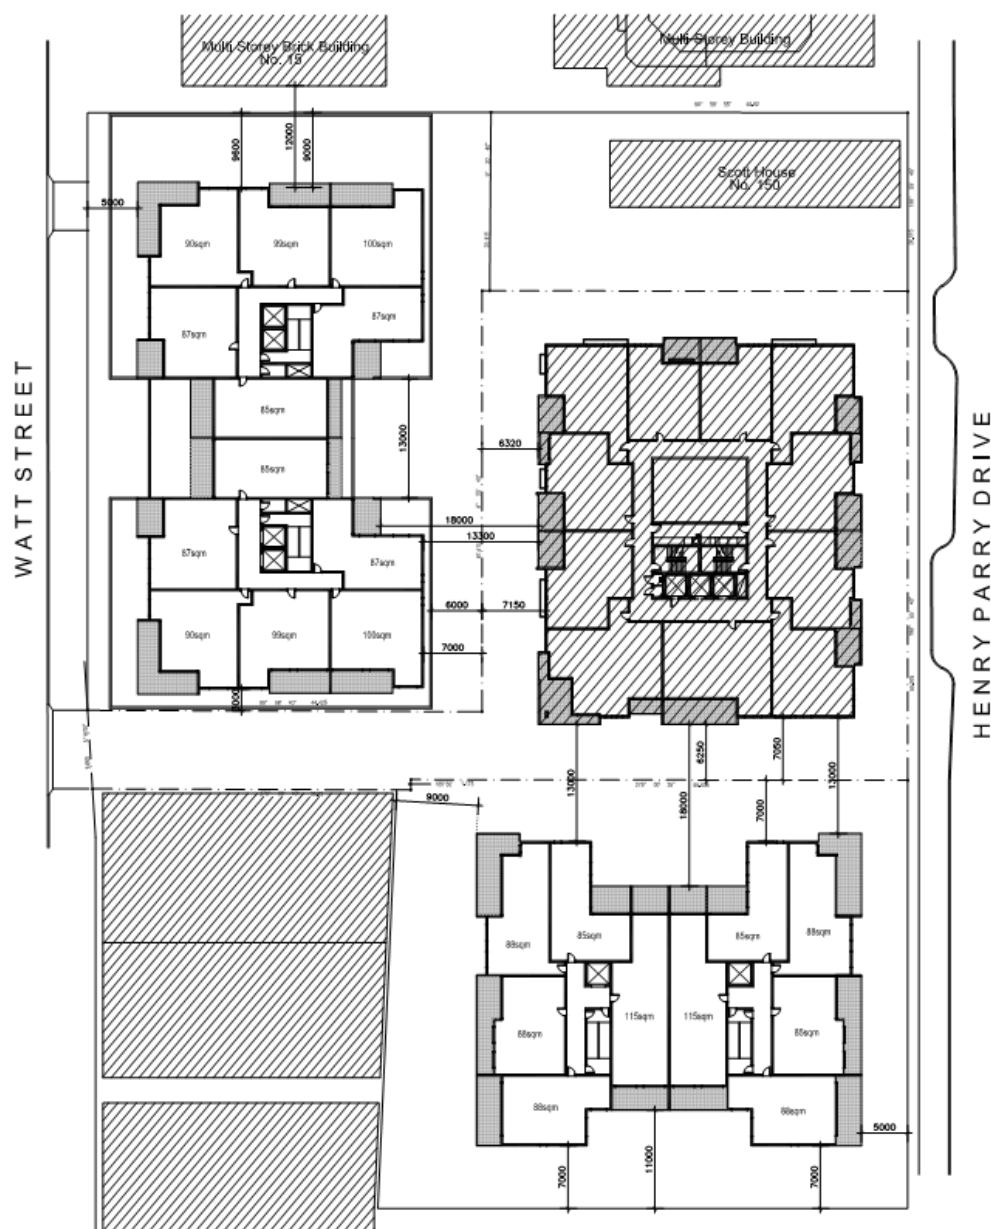 Multi Storey Brick Building
No. 15
Multi Storey Building
Scott House
No. 150
9600
12000
9000
5000
90sqm
99sqm
100sqm
87sqm
87sqm
85sqm
13000
6320
85sqm
18000
13300
87sqm
87sqm
6000
7150
90sqm
99sqm
100sqm
7000
WATT STREET
HENRY PARRY DRIVE
6250
7050
13000
18000
13000
7000
9000
88sqm
85sqm
85sqm
88sqm
88sqm
115sqm
115sqm
85sqm
88sqm
88sqm
5000
7000
11000
7000